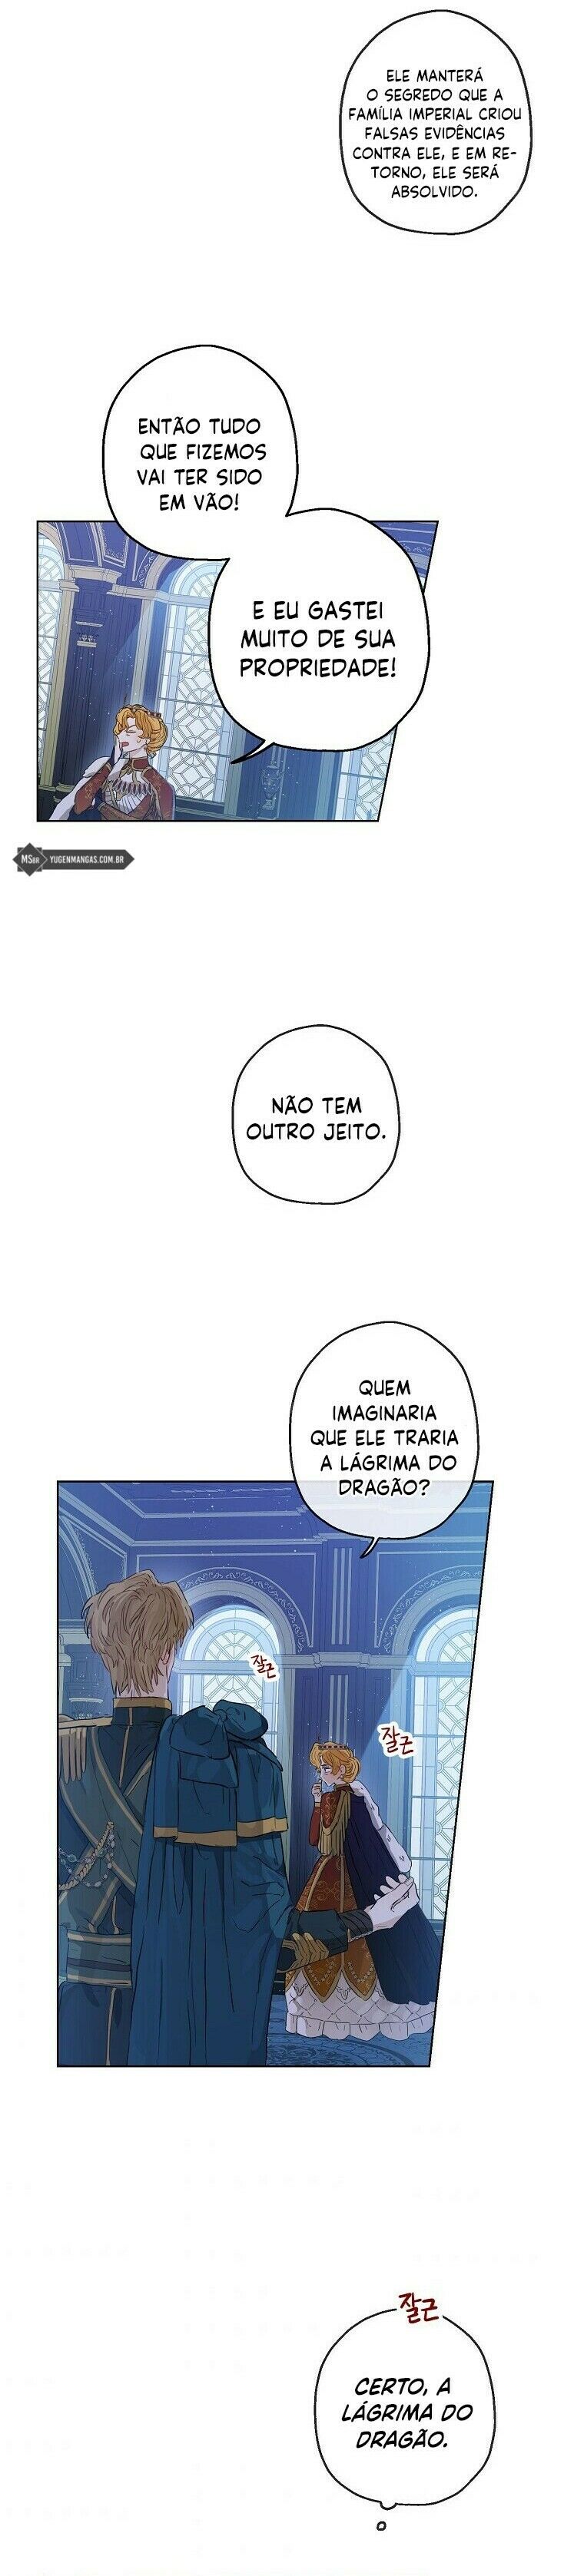 ELE MANTERÁ
O SEGREDO QUE A
FAMÍLIA IMPERIAL CRIOU
FALSAS EVIDÊNCIAS
CONTRA ELE, E EM RE-
TORNO, ELE SERÁ
ABSOLVIDO.
ENTÃO TUDO
QUE FIZEMOS
VAI TER SIDO
EM VÃO!
E EU GASTEI
MUITO DE SUA
PROPRIEDADE!
MSBR YUGENMANGAS.COM.BR
NÃO TEM
OUTRO JEITO.
QUEM
IMAGINARIA
QUE ELE TRARIA
A LÁGRIMA DO
DRAGÃO?
잘근
잘근
잘근
CERTO, A
LÁGRIMA DO
DRAGÃO.